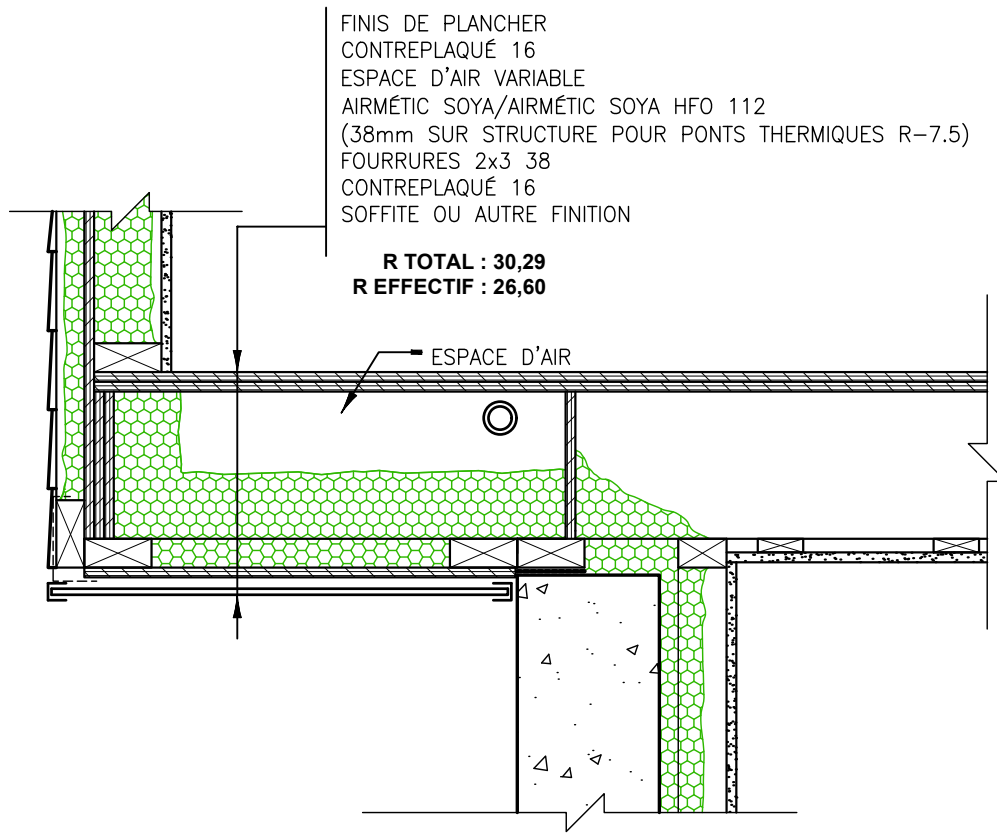 FINIS DE PLANCHER
CONTREPLAQUÉ 16
ESPACE D'AIR VARIABLE
AIRMÉTIC SOYA/AIRMÉTIC SOYA HFO 112
(38mm SUR STRUCTURE POUR PONTS THERMIQUES R-7.5)
FOURRURES 2x3 38
CONTREPLAQUÉ 16
SOFFITE OU AUTRE FINITION
R TOTAL : 30,29
R EFFECTIF : 26,60
ESPACE D'AIR